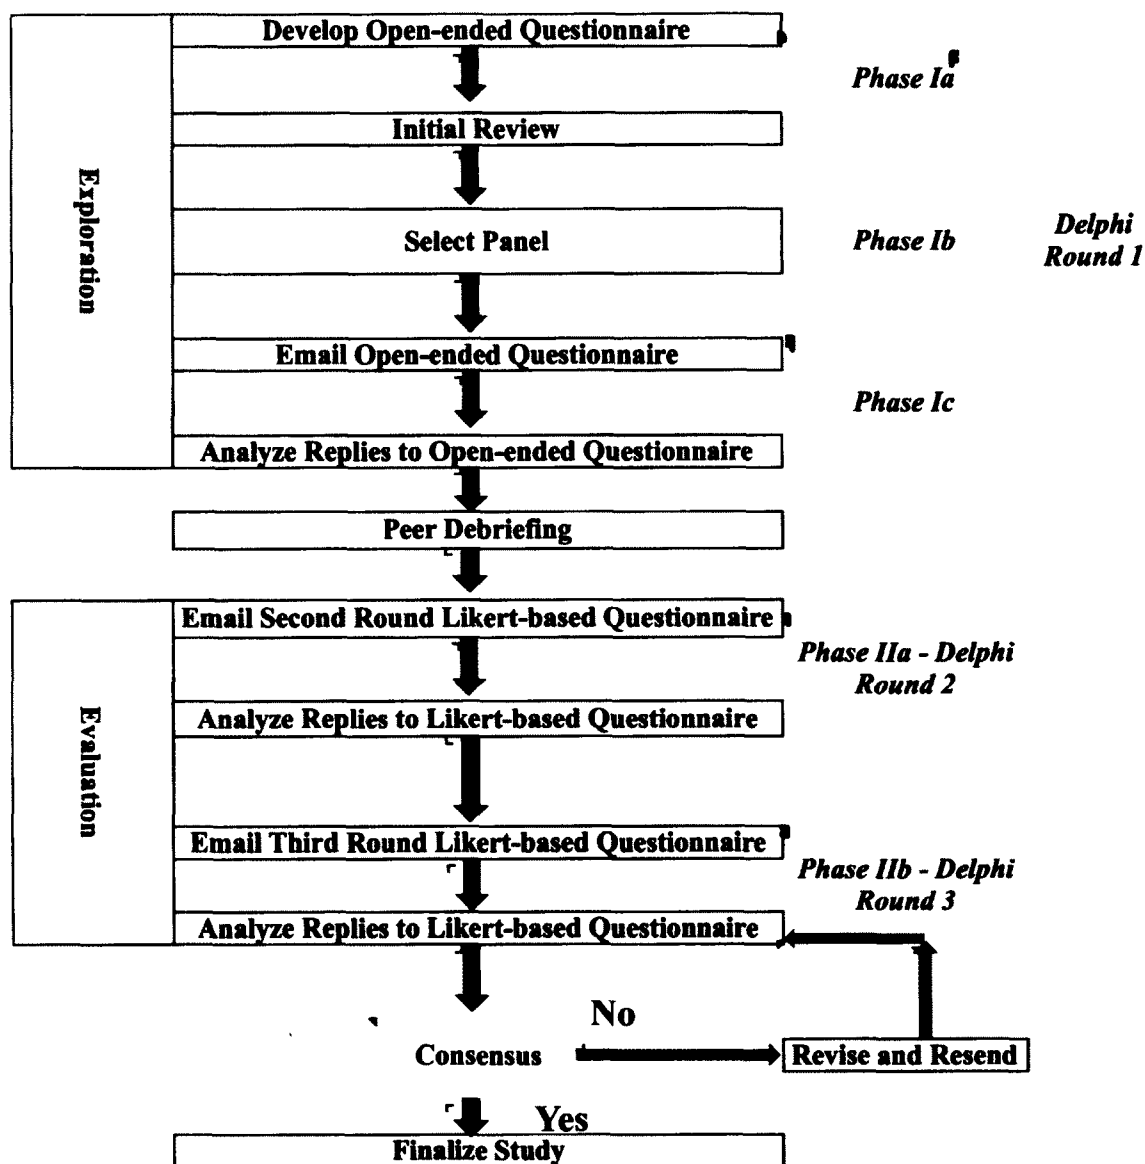 Develop Open-ended Questionnaire
Phase Ia
Initial Review
Exploration
Select Panel
Phase Ib
Delphi
Round 1
Email Open-ended Questionnaire
Phase Ic
Analyze Replies to Open-ended Questionnaire
Peer Debriefing
Email Second Round Likert-based Questionnaire
Phase IIa - Delphi
Round 2
Analyze Replies to Likert-based Questionnaire
Evaluation
Email Third Round Likert-based Questionnaire
Phase IIb - Delphi
Round 3
Analyze Replies to Likert-based Questionnaire
No
Consensus
Revise and Resend
Yes
Finalize Study